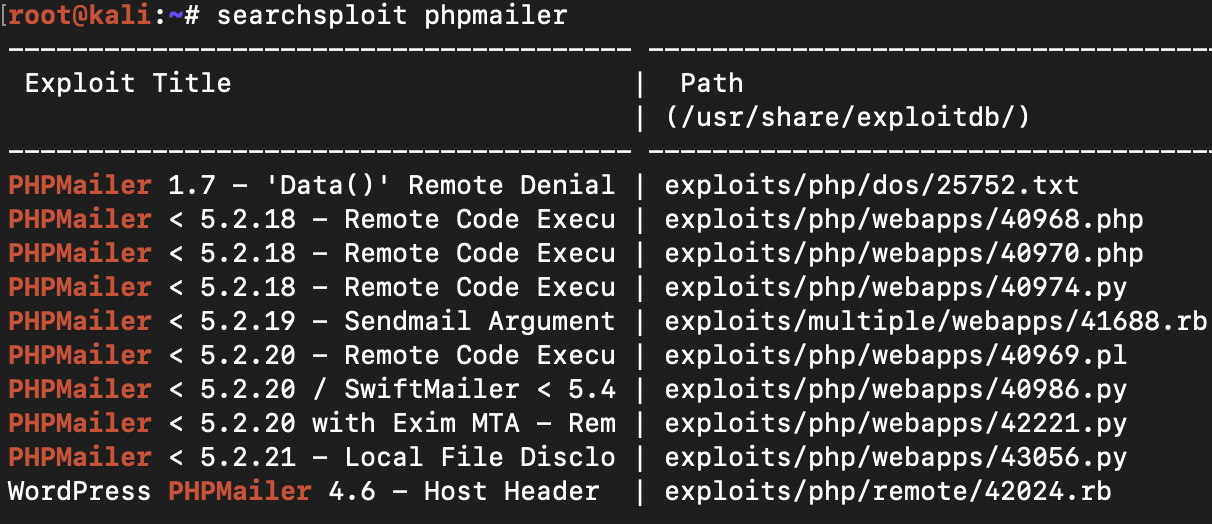 [root@kali:~# searchsploit phpmailer
--------------------------------------- ----------------------------------------
Exploit Title | Path
| (/usr/share/exploitdb/)
--------------------------------------- ----------------------------------------
PHPMailer 1.7 - 'Data()' Remote Denial | exploits/php/dos/25752.txt
PHPMailer < 5.2.18 - Remote Code Execu | exploits/php/webapps/40968.php
PHPMailer < 5.2.18 - Remote Code Execu | exploits/php/webapps/40970.php
PHPMailer < 5.2.18 - Remote Code Execu | exploits/php/webapps/40974.py
PHPMailer < 5.2.19 - Sendmail Argument | exploits/multiple/webapps/41688.rb
PHPMailer < 5.2.20 - Remote Code Execu | exploits/php/webapps/40969.pl
PHPMailer < 5.2.20 / SwiftMailer < 5.4 | exploits/php/webapps/40986.py
PHPMailer < 5.2.20 with Exim MTA - Rem | exploits/php/webapps/42221.py
PHPMailer < 5.2.21 - Local File Disclo | exploits/php/webapps/43056.py
WordPress PHPMailer 4.6 - Host Header | exploits/php/remote/42024.rb